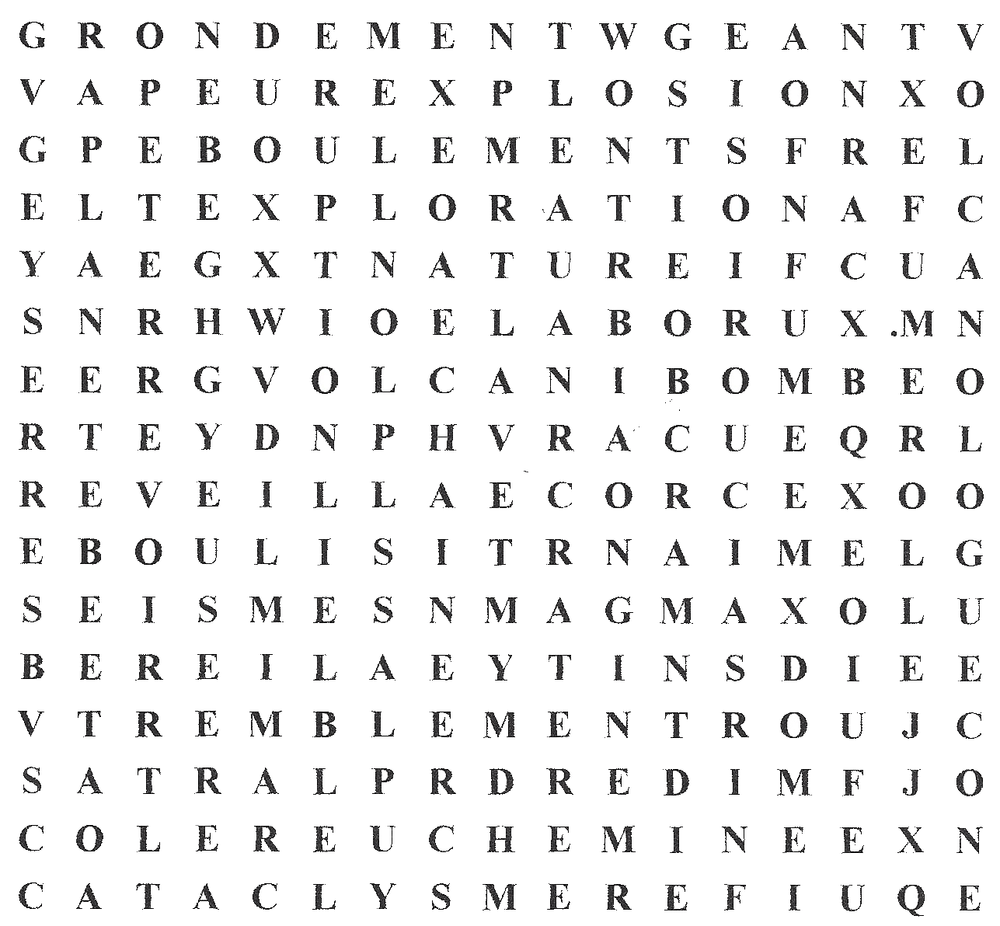 G R O N D E M E N T W G E A N T V
V A P E U R E X P L O S I O N X O
G P E B O U L E M E N T S F R E L
E L T E X P L O R A T I O N A F C
Y A E G X T N A T U R E I F C U A
S N R H W I O E L A B O R U X .M N
E E R G V O L C A N I B O M B E O
R T E Y D N P H V R A C U E Q R L
R E V E I L L A E C O R C E X O O
E B O U L I S I T R N A I M E L G
S E I S M E S N M A G M A X O L U
B E R E I L A E Y T I N S D I E E
V T R E M B L E M E N T R O U J C
S A T R A L P R D R E D I M F J O
C O L E R E U C H E M I N E E X N
C A T A C L Y S M E R E F I U Q E